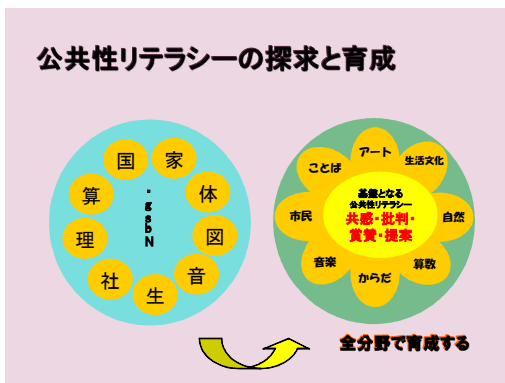 公共性リテラシーの探求と育成
国
家
体
図
音
生
社
理
算
アート
生活文化
自然
算数
からだ
音楽
市民
ことば
基盤となる
公共性リテラシー
共感・批判・
賞賛・提案
全分野で育成する